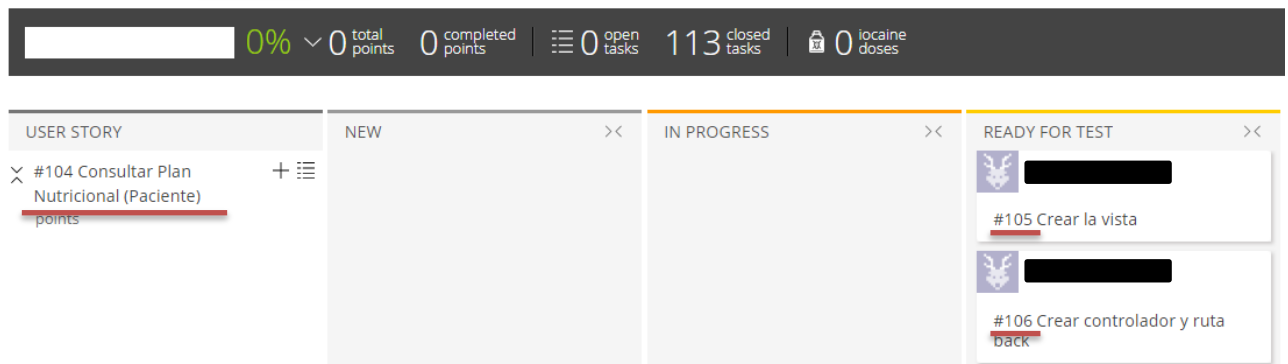 0% 0 total points 0 completed points 0 open tasks 113 closed tasks 0 iocaine doses
USER STORY NEW IN PROGRESS READY FOR TEST
#104 Consultar Plan
Nutricional (Paciente)
points
#105 Crear la vista
#106 Crear controlador y ruta
back